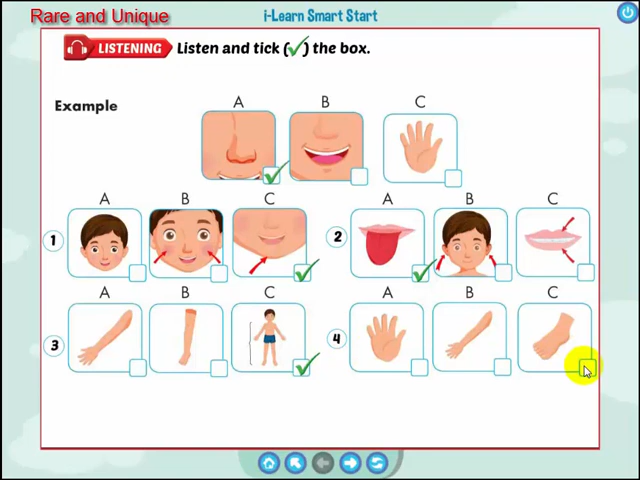 Rare and Unique
i-Learn Smart Start
LISTENING Listen and tick (✓) the box.
Example
A B C
1 A B C
2 A B C
3 A B C
4 A B C